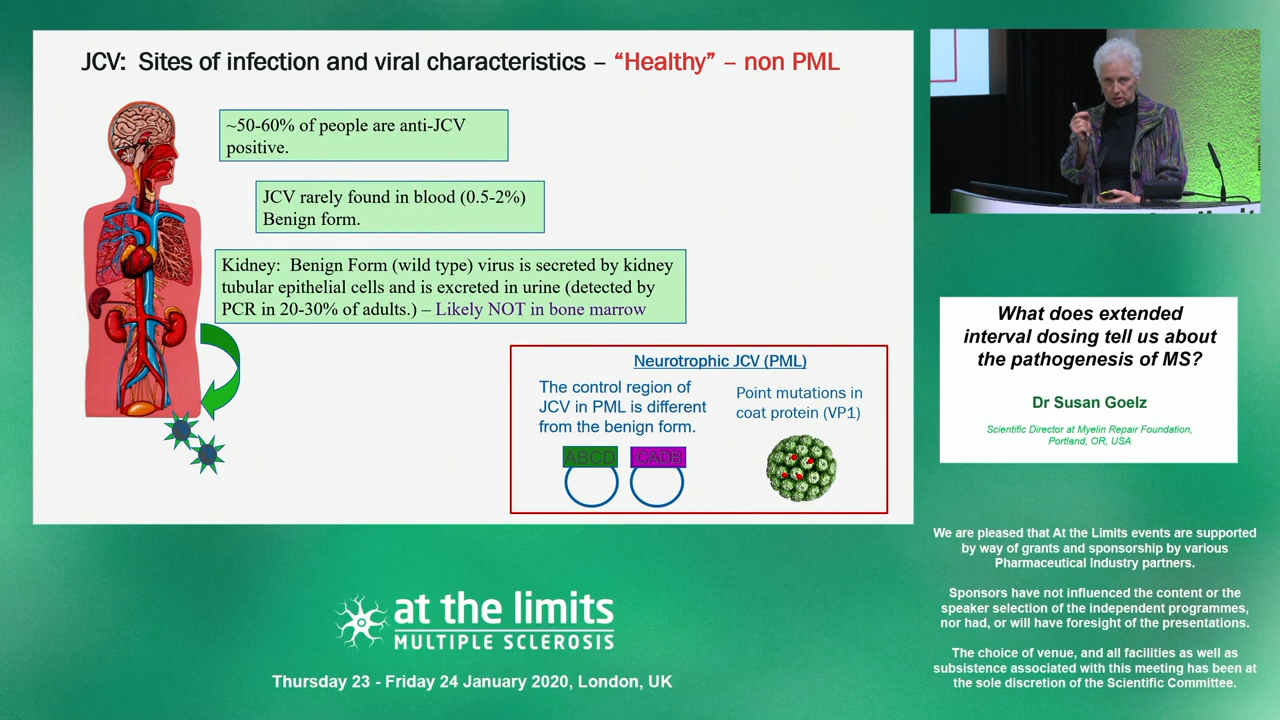 JCV: Sites of infection and viral characteristics – “Healthy” – non PML
~50-60% of people are anti-JCV
positive.
JCV rarely found in blood (0.5-2%)
Benign form.
Kidney: Benign Form (wild type) virus is secreted by kidney
tubular epithelial cells and is excreted in urine (detected by
PCR in 20-30% of adults.) – Likely NOT in bone marrow
Neurotrophic JCV (PML)
The control region of
JCV in PML is different
from the benign form.
Point mutations in
coat protein (VP1)
ABCD
CADB
What does extended
interval dosing tell us about
the pathogenesis of MS?
Dr Susan Goelz
Scientific Director at Myelin Repair Foundation,
Portland, OR, USA
We are pleased that At the Limits events are supported
by way of grants and sponsorship by various
Pharmaceutical Industry partners.
Sponsors have not influenced the content or the
speaker selection of the independent programmes,
nor had, or will have foresight of the presentations.
The choice of venue, and all facilities as well as
subsistence associated with this meeting has been at
the sole discretion of the Scientific Committee.
at the limits
MULTIPLE SCLEROSIS
Thursday 23 - Friday 24 January 2020, London, UK